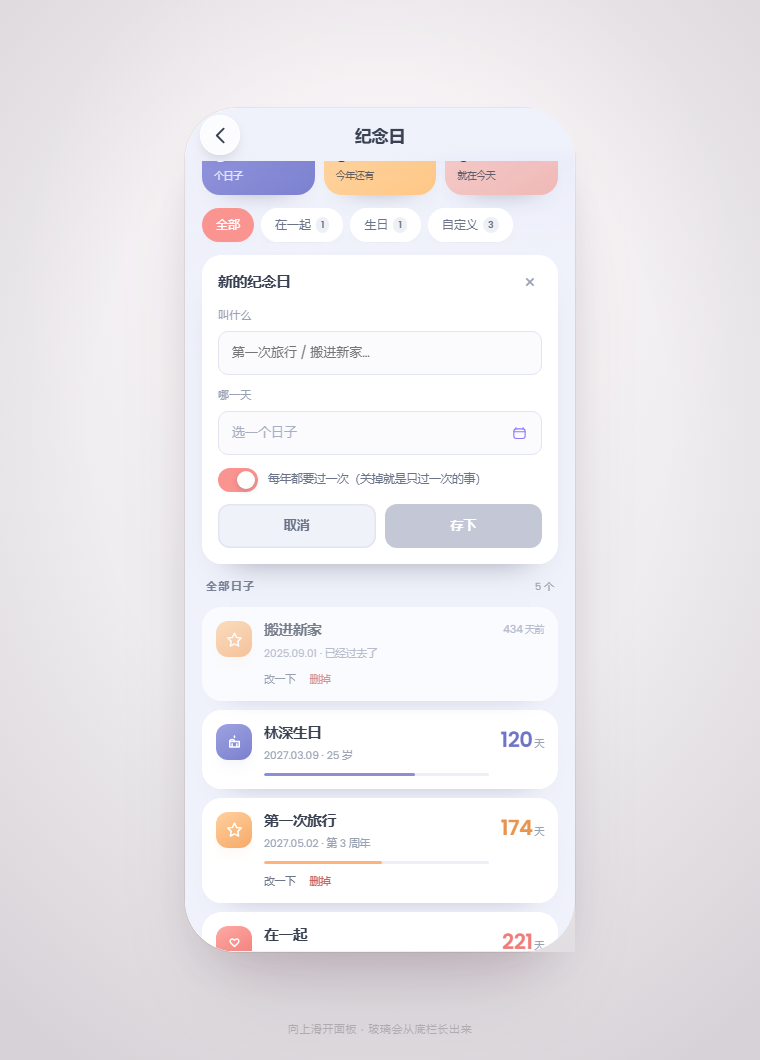 纪念日
个日子
今年还有
就在今天
全部
在一起 1
生日 1
自定义 3
新的纪念日
×
叫什么
第一次旅行 / 搬进新家...
哪一天
选一个日子
每年都要过一次（关掉就是只过一次的事）
取消
存下
全部日子
5 个
搬进新家
434 天前
2025.09.01 · 已经过去了
改一下 删掉
林深生日
120 天
2027.03.09 · 25 岁
第一次旅行
174 天
2027.05.02 · 第 3 周年
改一下 删掉
在一起
221 天
向上滑开面板 · 玻璃会从底栏长出来